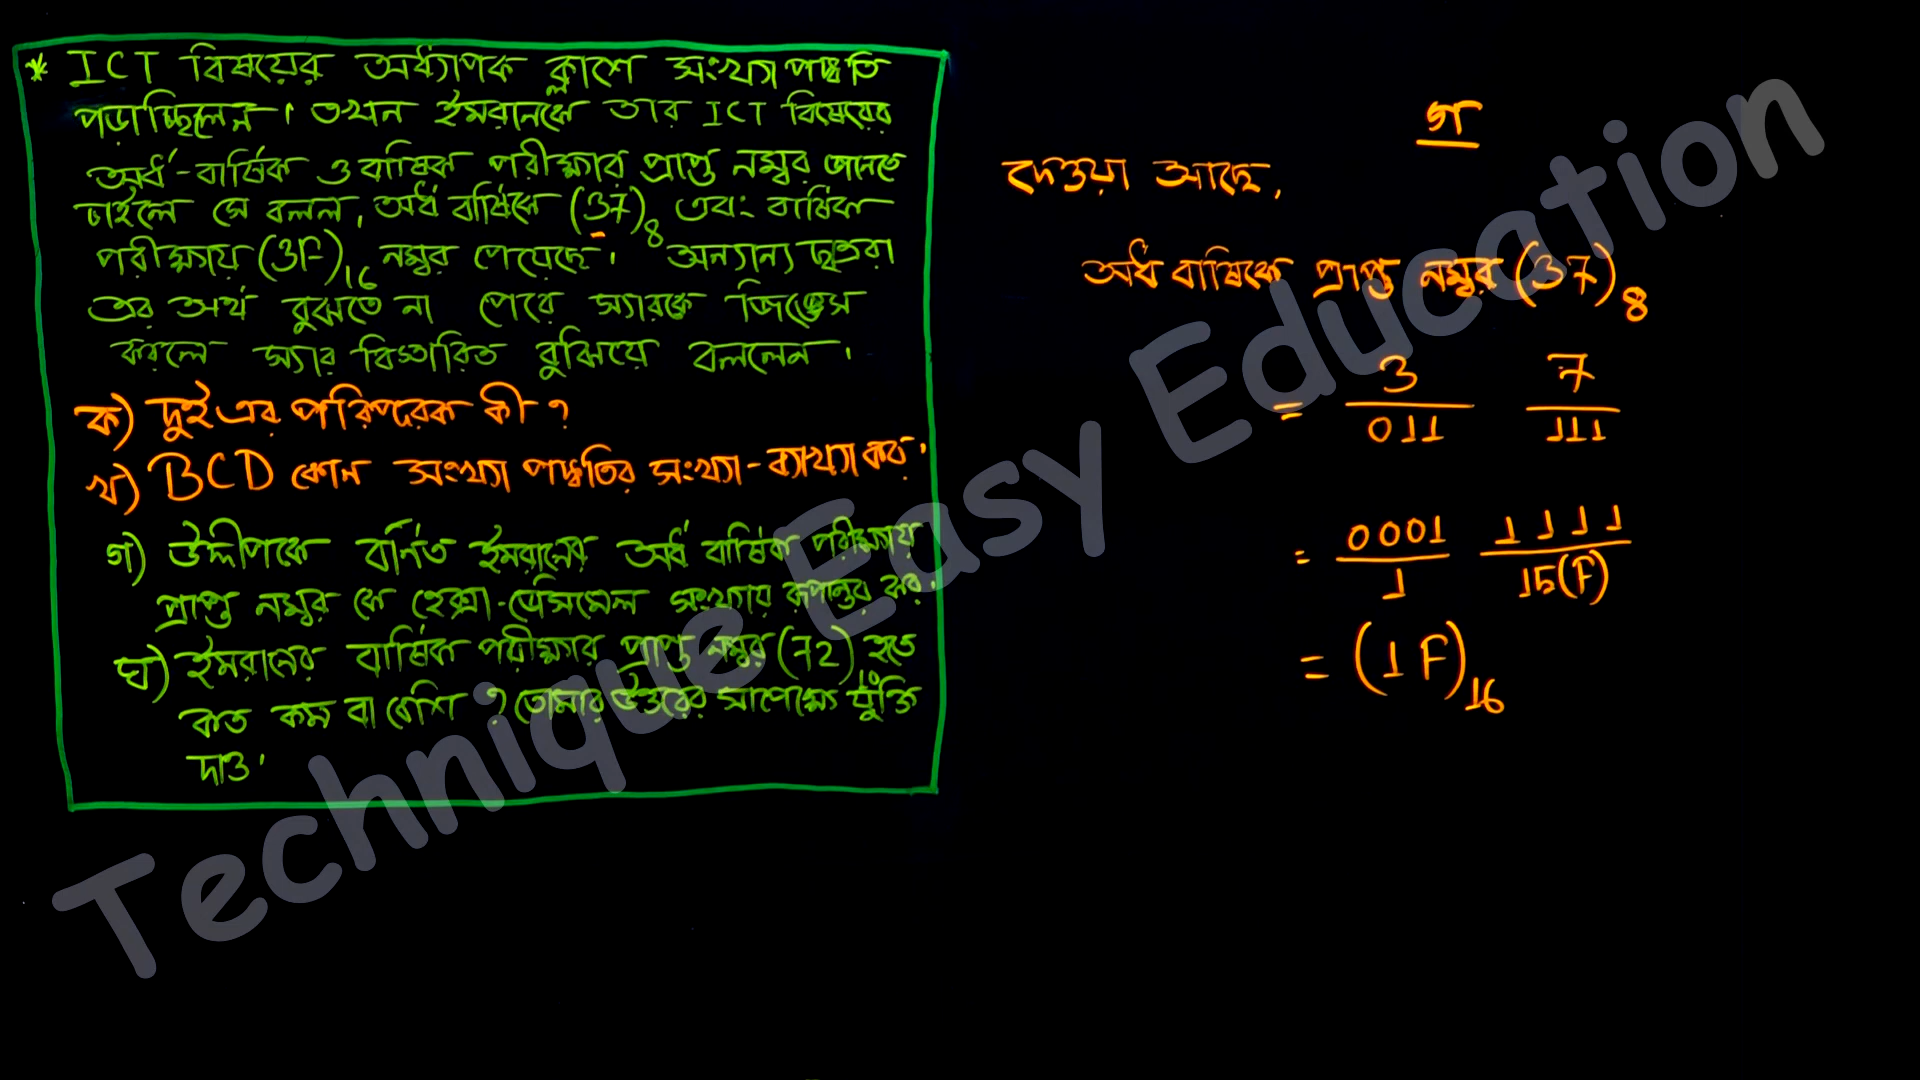 * ICT বিষয়ের অধ্যাপক ক্লাশে সংখ্যা পদ্ধতি
পড়াচ্ছিলেন। তখন ইমরানকে তার ICT বিষয়ের
অর্ধ-বার্ষিক ও বার্ষিক পরীক্ষার প্রাপ্ত নম্বর জানতে
চাইলে সে বলল, অর্ধ বার্ষিকে (37)8 এবং বার্ষিক
পরীক্ষায় (3F)16 নম্বর পেয়েছে। অন্যান্য ছাত্ররা
এর অর্থ বুঝতে না পেরে স্যারকে জিজ্ঞেস
করলে স্যার বিস্তারিত বুঝিয়ে বললেন।
ক) দুই এর পরিপূরক কী?
খ) BCD কোন সংখ্যা পদ্ধতির সংখ্যা-ব্যাখ্যা কর।
গ) উদ্দীপকে বর্ণিত ইমরানের অর্ধ বার্ষিক পরীক্ষায়
প্রাপ্ত নম্বর কে হেক্সা-ডেসিমেল সংখ্যায় রূপান্তর কর।
ঘ) ইমরানের বার্ষিক পরীক্ষার প্রাপ্ত নম্বর (72)10 হতে
কত কম বা বেশি? তোমার উত্তরের সাপেক্ষে যুক্তি
দাও।
গ
দেওয়া আছে,
অর্ধ বার্ষিকে প্রাপ্ত নম্বর (37)8
= 3 7
011 111
= 0001 1111
1 15(F)
= (1F)16
Technique Easy Education